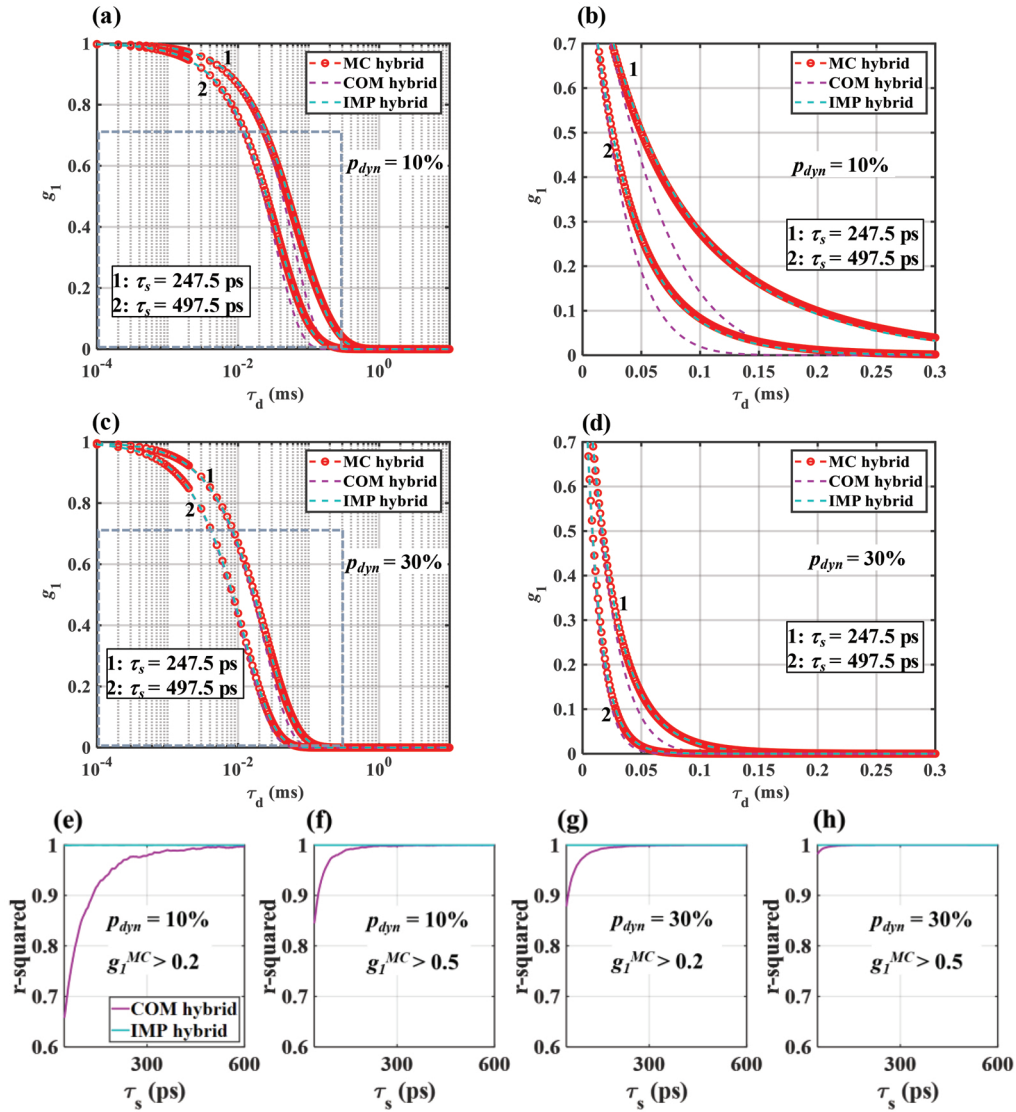 (a)
1
0.8
0.6
0.4
0.2
0
g1
1
2
MC hybrid
COM hybrid
IMP hybrid
pdyn = 10%
1: τs = 247.5 ps
2: τs = 497.5 ps
10-4
10-2
100
τd (ms)
(b)
0.7
0.6
0.5
0.4
0.3
0.2
0.1
0
g1
1
2
MC hybrid
COM hybrid
IMP hybrid
pdyn = 10%
1: τs = 247.5 ps
2: τs = 497.5 ps
0 0.05 0.1 0.15 0.2 0.25 0.3
τd (ms)
(c)
1
0.8
0.6
0.4
0.2
0
g1
1
2
MC hybrid
COM hybrid
IMP hybrid
pdyn = 30%
1: τs = 247.5 ps
2: τs = 497.5 ps
10-4
10-2
100
τd (ms)
(d)
0.7
0.6
0.5
0.4
0.3
0.2
0.1
0
g1
1
2
MC hybrid
COM hybrid
IMP hybrid
pdyn = 30%
1: τs = 247.5 ps
2: τs = 497.5 ps
0 0.05 0.1 0.15 0.2 0.25 0.3
τd (ms)
(e)
1
0.9
0.8
0.7
0.6
r-squared
pdyn = 10%
g1MC > 0.2
COM hybrid
IMP hybrid
300 600
τs (ps)
(f)
1
0.9
0.8
0.7
0.6
r-squared
pdyn = 10%
g1MC > 0.5
300 600
τs (ps)
(g)
1
0.9
0.8
0.7
0.6
r-squared
pdyn = 30%
g1MC > 0.2
300 600
τs (ps)
(h)
1
0.9
0.8
0.7
0.6
r-squared
pdyn = 30%
g1MC > 0.5
300 600
τs (ps)